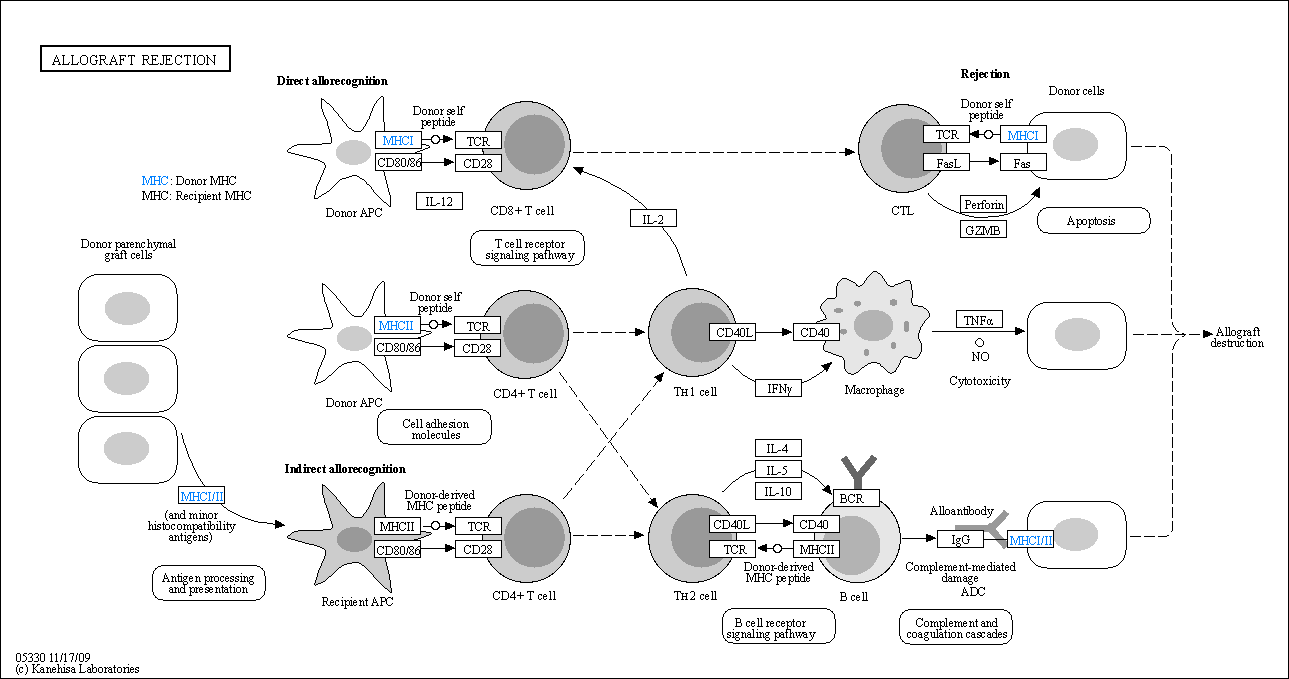 ALLOGRAFT REJECTION
Direct allorecognition
Rejection
Donor self
peptide
MHCI
TCR
CD80/86
CD28
Donor APC
IL-12
CD8+ T cell
T cell receptor
signaling pathway
IL-2
Donor self
peptide
Donor cells
TCR
MHCI
FasL
Fas
CTL
Perforin
GZMB
Apoptosis
MHC : Donor MHC
MHC : Recipient MHC
Donor parenchymal
graft cells
Donor self
peptide
MHCII
TCR
CD80/86
CD28
Donor APC
CD4+ T cell
Cell adhesion
molecules
CD40L
CD40
TH1 cell
IFNγ
Macrophage
TNFα
NO
Cytotoxicity
Allograft
destruction
Indirect allorecognition
MHCI/II
(and minor
histocompatibility
antigens)
Antigen processing
and presentation
Donor-derived
MHC peptide
MHCII
TCR
CD80/86
CD28
Recipient APC
CD4+ T cell
IL-4
IL-5
IL-10
BCR
CD40L
CD40
TCR
MHCII
Donor-derived
MHC peptide
TH2 cell
B cell
B cell receptor
signaling pathway
Alloantibody
IgG
MHCI/II
Complement-mediated
damage
ADC
Complement and
coagulation cascades
05330 11/17/09
(c) Kanehisa Laboratories